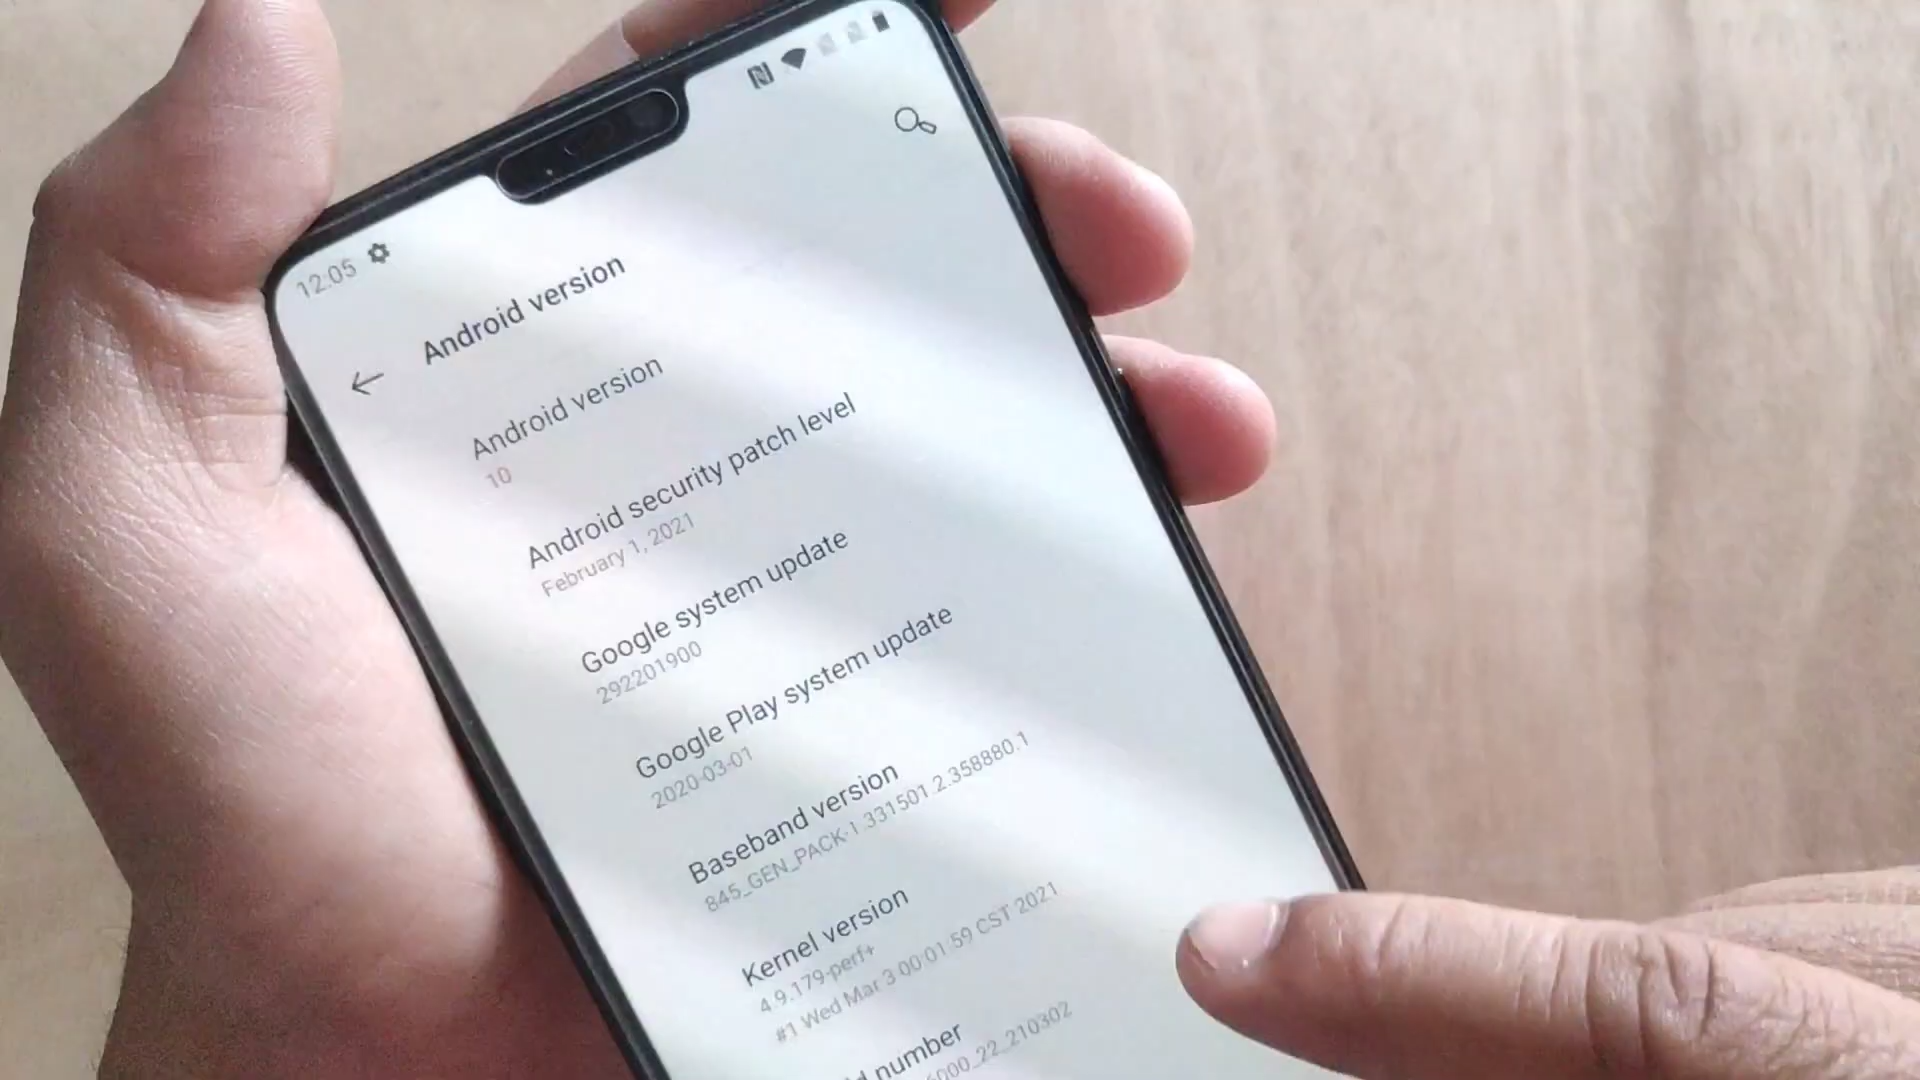 12:05
Android version
Android version
10
Android security patch level
February 1, 2021
Google system update
292201900
Google Play system update
2020-03-01
Baseband version
845_GEN_PACK-1.331501.2.358880.1
Kernel version
4.9.179-perf+
#1 Wed Mar 3 00:01:59 CST 2021
number
000_22_210302